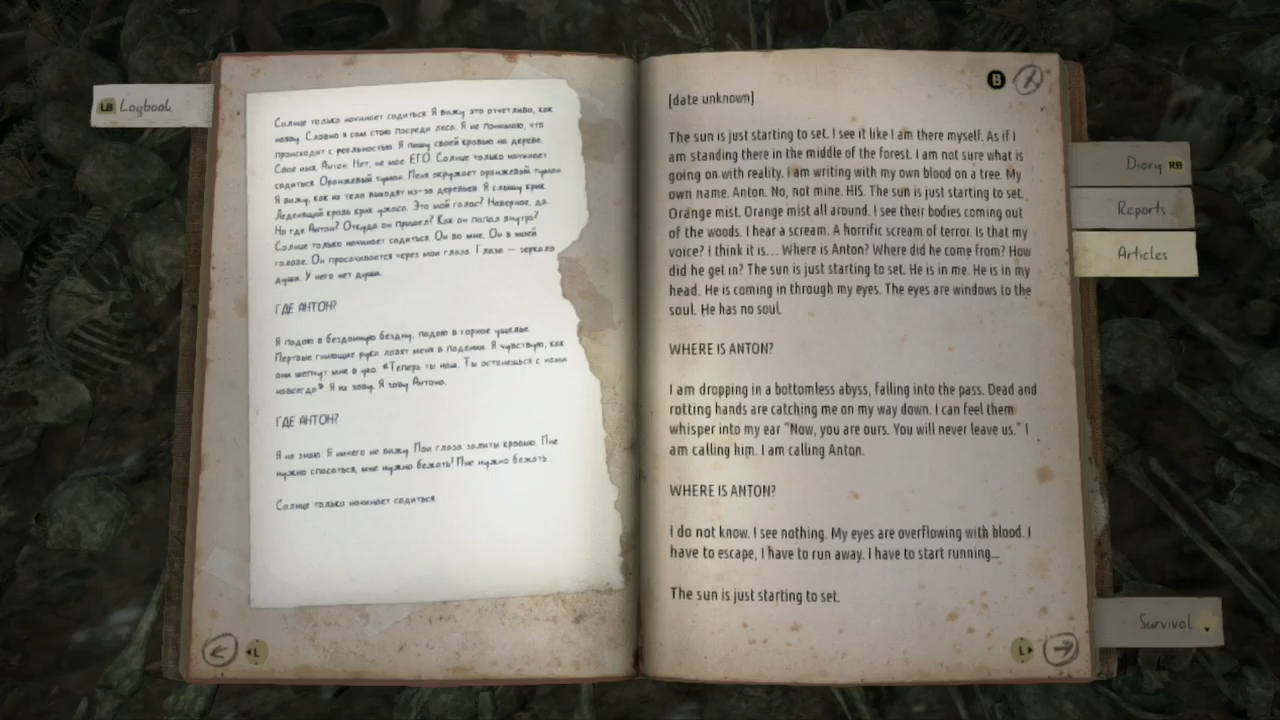 LB Logbook
Солнце только начинает садиться. Я вижу это отчетливо, как
наяву. Словно я сам стою посреди леса. Я не понимаю, что
происходит с реальностью. Я пишу своей кровью на дереве.
Свое имя. Антон. Нет, не мое. ЕГО. Солнце только начинает
садиться. Оранжевый туман. Меня окружает оранжевый туман.
Я вижу, как их тела выходят из-за деревьев. Я слышу крик.
Леденящий кровь крик ужаса. Это мой голос? Наверное, да...
Но где Антон? Откуда он пришел? Как он попал внутрь?
Солнце только начинает садиться. Он во мне. Он в моей
голове. Он просачивается через мои глаза. Глаза — зеркало
души. У него нет души.
ГДЕ АНТОН?
Я падаю в бездонную бездну, падаю в горное ущелье.
Мертвые гниющие руки ловят меня в падении. Я чувствую, как
они шепчут мне в ухо. «Теперь ты наш. Ты останешься с нами
навсегда». Я их зову. Я зову Антона.
ГДЕ АНТОН?
Я не знаю. Я ничего не вижу. Мои глаза залиты кровью. Мне
нужно спасаться, мне нужно бежать! Мне нужно бежать.
Солнце только начинает садиться
L
B
[date unknown]
The sun is just starting to set. I see it like I am there myself. As if I
am standing there in the middle of the forest. I am not sure what is
going on with reality. I am writing with my own blood on a tree. My
own name. Anton. No, not mine. HIS. The sun is just starting to set.
Orange mist. Orange mist all around. I see their bodies coming out
of the woods. I hear a scream. A horrific scream of terror. Is that my
voice? I think it is... Where is Anton? Where did he come from? How
did he get in? The sun is just starting to set. He is in me. He is in my
head. He is coming in through my eyes. The eyes are windows to the
soul. He has no soul.
WHERE IS ANTON?
I am dropping in a bottomless abyss, falling into the pass. Dead and
rotting hands are catching me on my way down. I can feel them
whisper into my ear "Now, you are ours. You will never leave us." I
am calling him. I am calling Anton.
WHERE IS ANTON?
I do not know. I see nothing. My eyes are overflowing with blood. I
have to escape, I have to run away. I have to start running...
The sun is just starting to set.
L
Diary RB
Reports
Articles
Survival